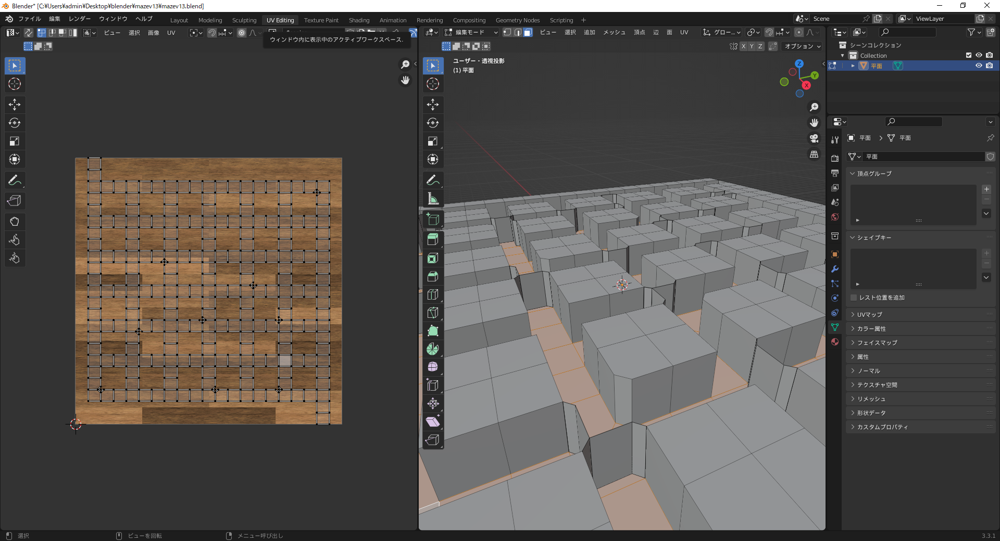 Blender* [C:¥Users¥admin¥Desktop¥blender¥mazev13¥mazev13.blend]
ファイル 編集 レンダー ウィンドウ ヘルプ Layout Modeling Sculpting UV Editing Texture Paint Shading Animation Rendering Compositing Geometry Nodes Scripting + Scene ViewLayer
ビュー 選択 画像 UV
ウィンドウ内に表示中のアクティブワークスペース.
編集モード ビュー 選択 追加 メッシュ 頂点 辺 面 UV グロー...
X Y Z オプション
ユーザー・透視投影
(1) 平面
Z
Y
X
シーンコレクション
Collection
平面
平面 平面
平面
頂点グループ
シェイプキー
レスト位置を追加
UVマップ
カラー属性
フェイスマップ
属性
ノーマル
テクスチャ空間
リメッシュ
形状データ
カスタムプロパティ
選択 ビューを回転 メニュー呼び出し 3.3.1